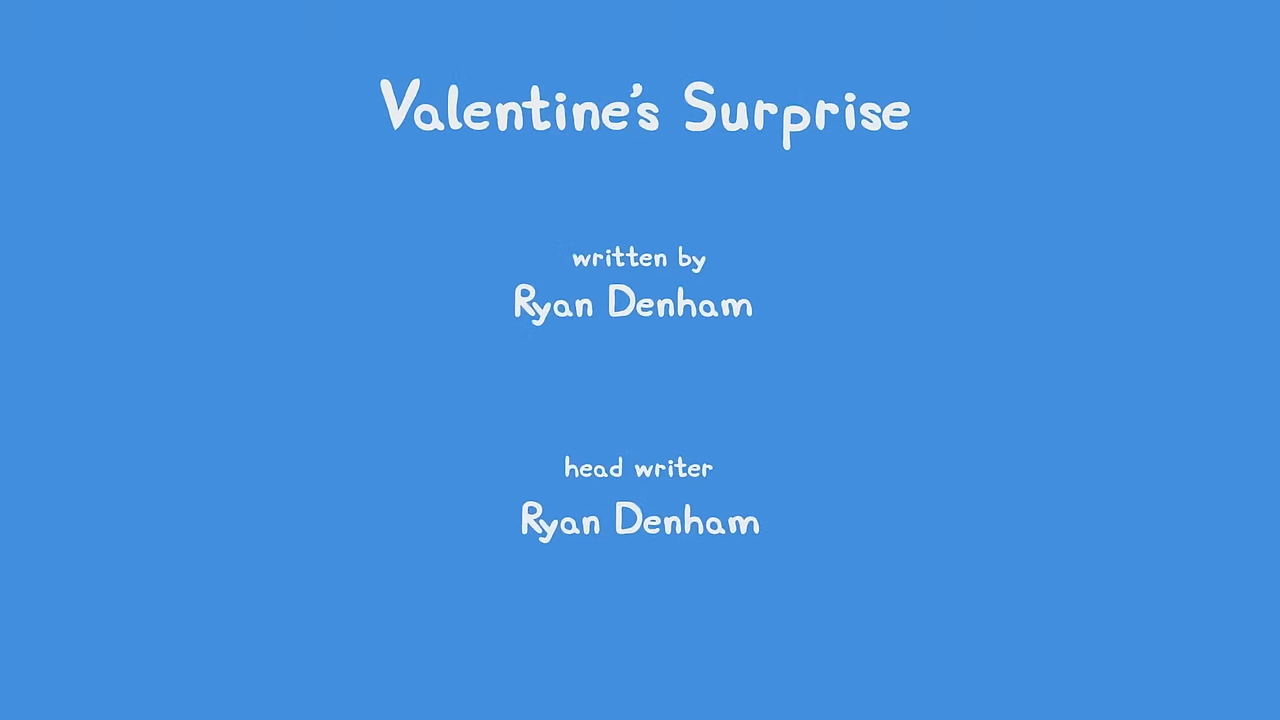 Valentine's Surprise
written by
Ryan Denham
head writer
Ryan Denham